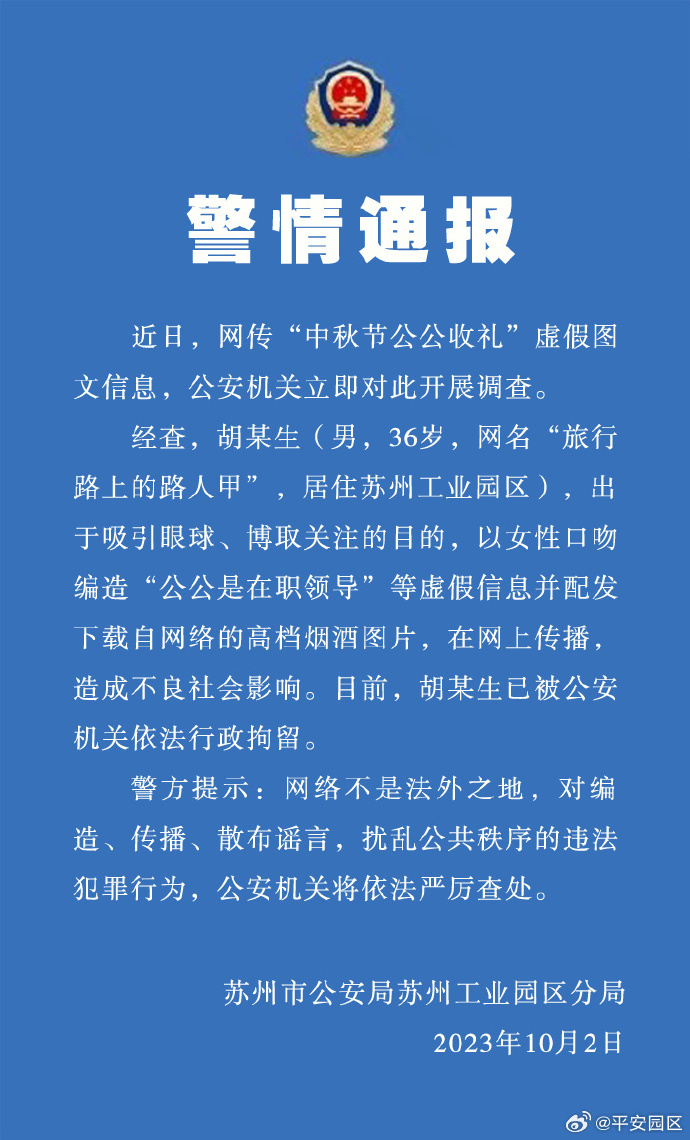 警情通报
近日，网传“中秋节公公收礼”虚假图
文信息，公安机关立即对此开展调查。
经查，胡某生（男，36岁，网名“旅行
路上的路人甲”，居住苏州工业园区），出
于吸引眼球、博取关注的目的，以女性口吻
编造“公公是在职领导”等虚假信息并配发
下载自网络的高档烟酒图片，在网上传播，
造成不良社会影响。目前，胡某生已被公安
机关依法行政拘留。
警方提示：网络不是法外之地，对编
造、传播、散布谣言，扰乱公共秩序的违法
犯罪行为，公安机关将依法严厉查处。
苏州市公安局苏州工业园区分局
2023年10月2日
@平安园区